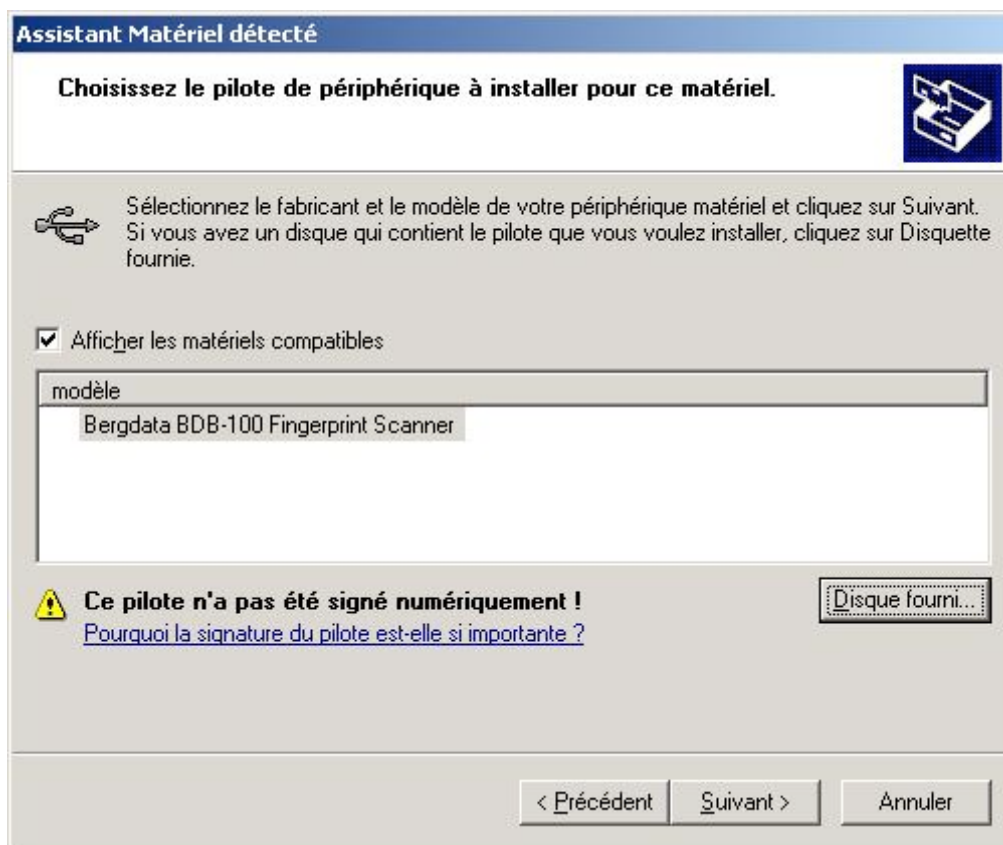 Assistant Matériel détecté
Choisissez le pilote de périphérique à installer pour ce matériel.
Sélectionnez le fabricant et le modèle de votre périphérique matériel et cliquez sur Suivant.
Si vous avez un disque qui contient le pilote que vous voulez installer, cliquez sur Disquette
fournie.
Afficher les matériels compatibles
modèle
Bergdata BDB-100 Fingerprint Scanner
Ce pilote n'a pas été signé numériquement !
Disque fourni...
Pourquoi la signature du pilote est-elle si importante ?
< Précédent
Suivant >
Annuler